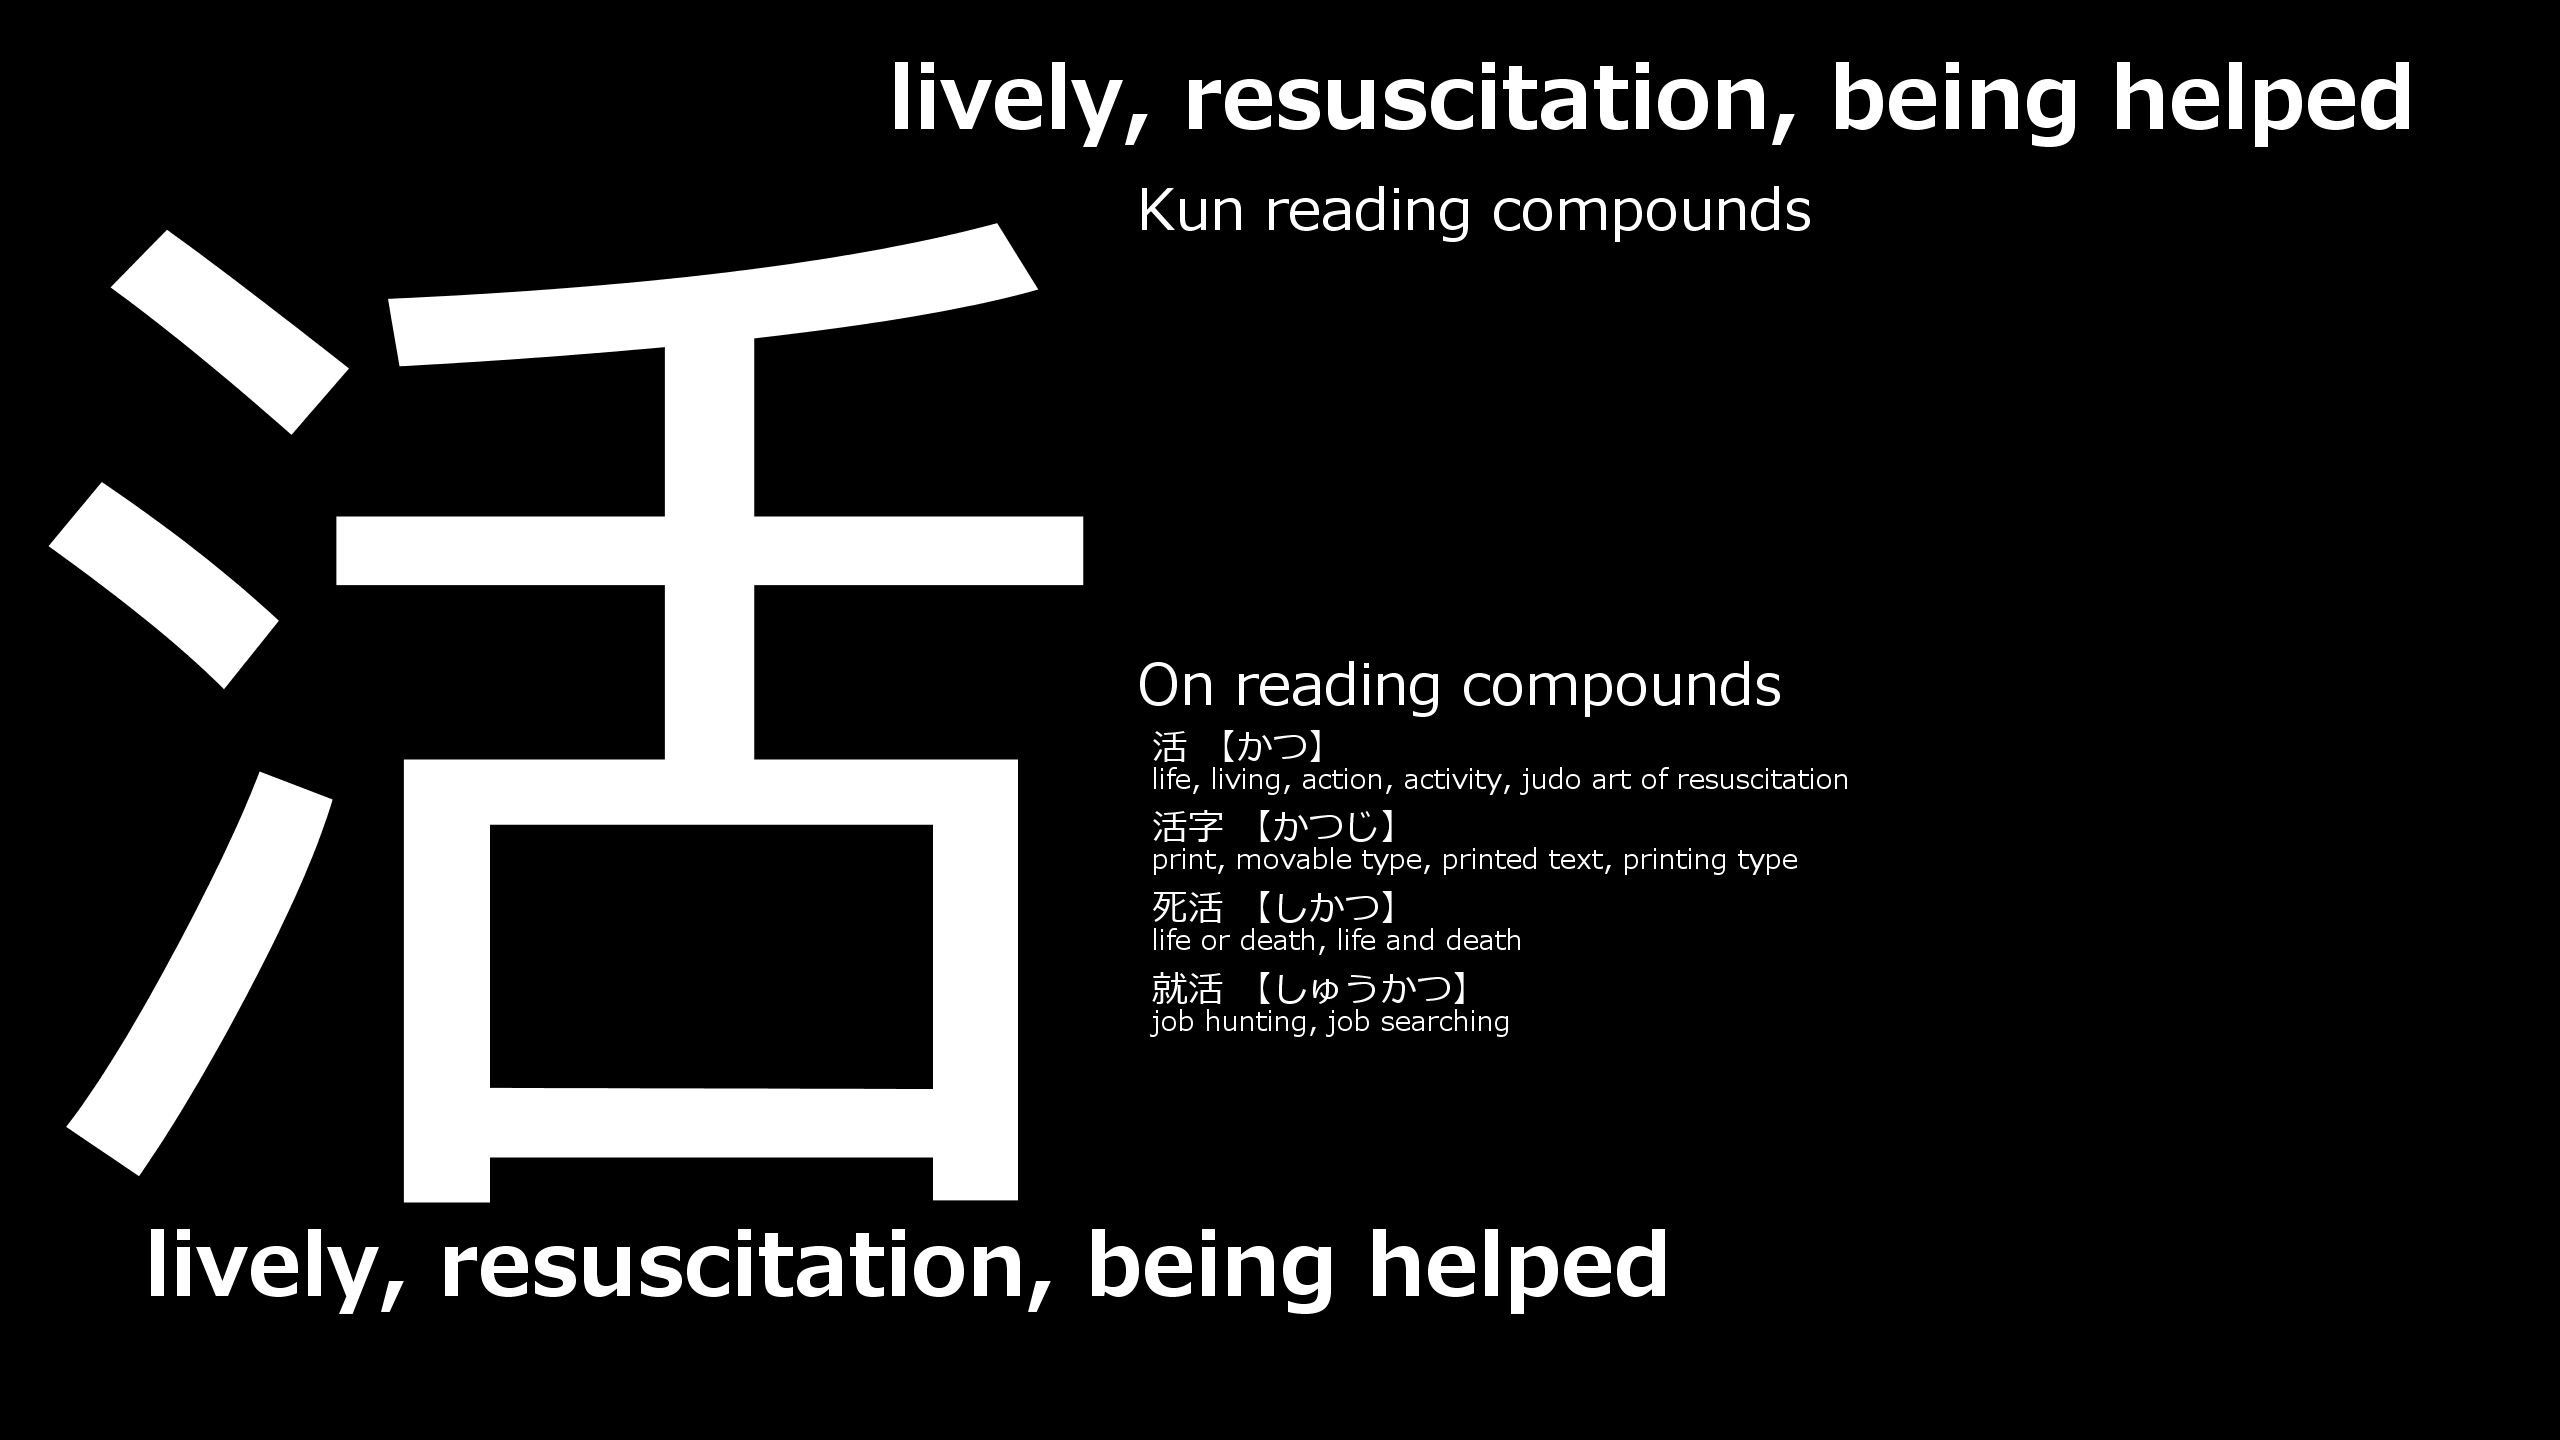 lively, resuscitation, being helped
Kun reading compounds
活
On reading compounds
活 【かつ】
life, living, action, activity, judo art of resuscitation
活字 【かつじ】
print, movable type, printed text, printing type
死活 【しかつ】
life or death, life and death
就活 【しゅうかつ】
job hunting, job searching
lively, resuscitation, being helped